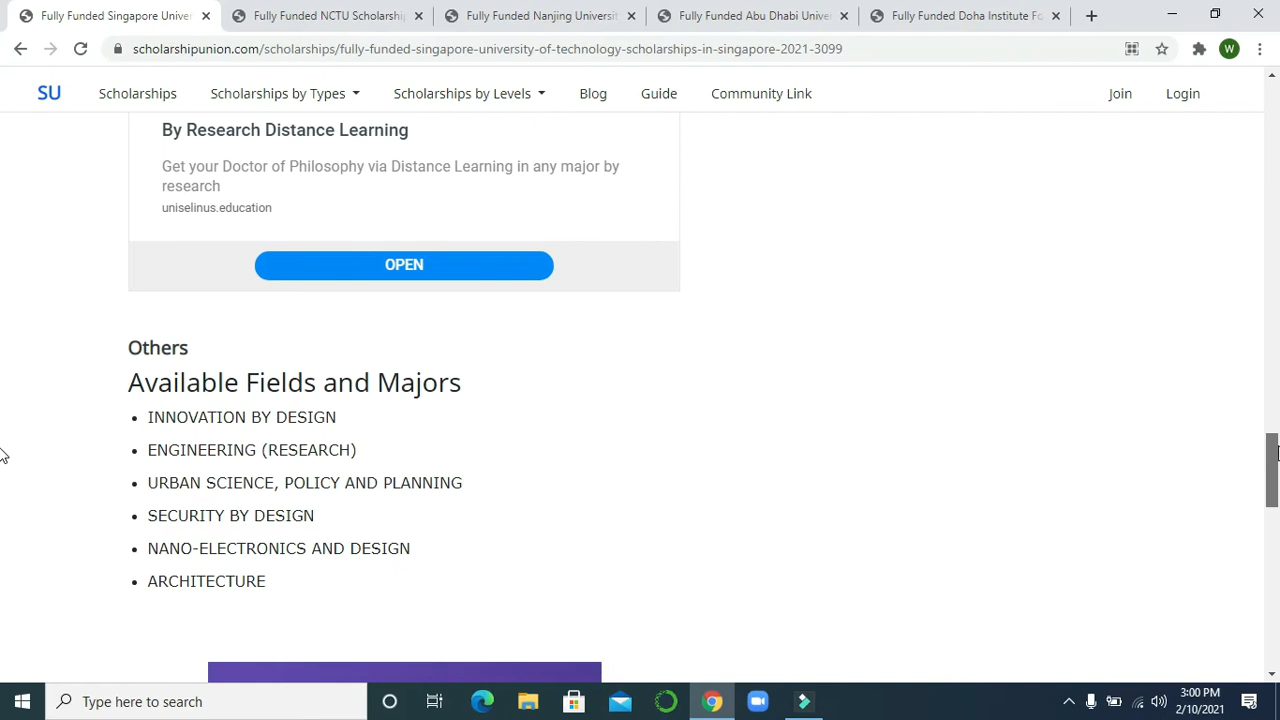 Fully Funded Singapore Univer
Fully Funded NCTU Scholarship
Fully Funded Nanjing Universit
Fully Funded Abu Dhabi Univer
Fully Funded Doha Institute Fo
scholarshipunion.com/scholarships/fully-funded-singapore-university-of-technology-scholarships-in-singapore-2021-3099
W
SU Scholarships Scholarships by Types Scholarships by Levels Blog Guide Community Link Join Login
By Research Distance Learning
Get your Doctor of Philosophy via Distance Learning in any major by
research
uniselinus.education
OPEN
Others
Available Fields and Majors
• INNOVATION BY DESIGN
• ENGINEERING (RESEARCH)
• URBAN SCIENCE, POLICY AND PLANNING
• SECURITY BY DESIGN
• NANO-ELECTRONICS AND DESIGN
• ARCHITECTURE
Type here to search
3:00 PM
2/10/2021